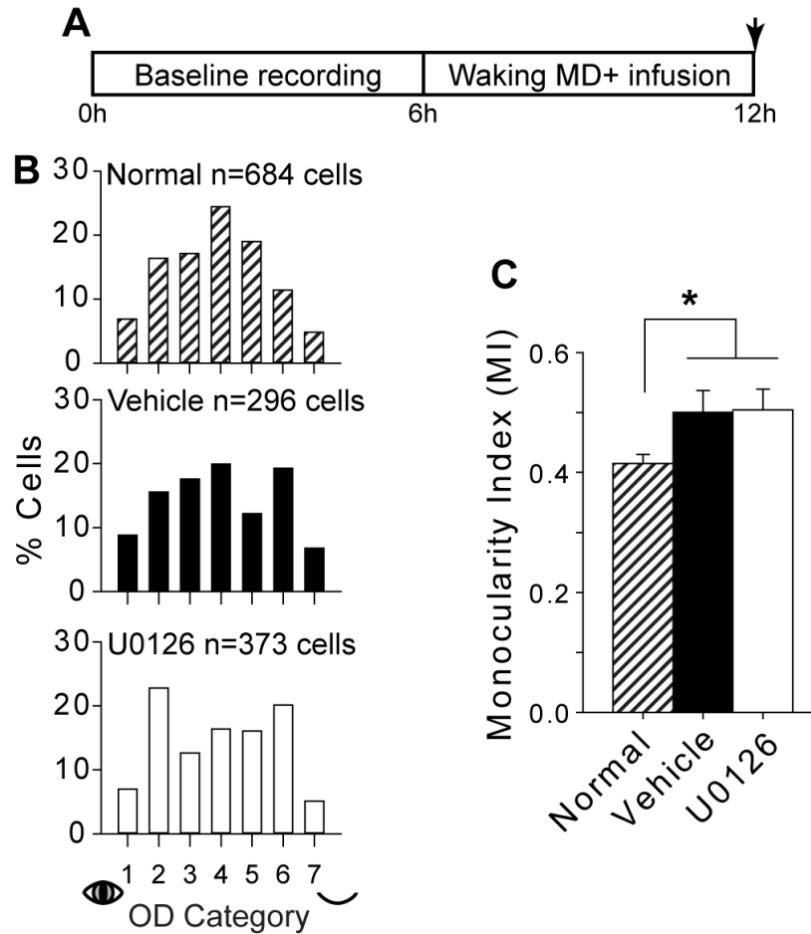 A
Baseline recording
Waking MD+ infusion
0h
6h
12h
B
30
20
10
0
Normal n=684 cells
30
20
10
0
Vehicle n=296 cells
% Cells
30
20
10
0
U0126 n=373 cells
1 2 3 4 5 6 7
OD Category
C
*
Monocularity Index (MI)
0.6
0.4
0.2
0.0
Normal
Vehicle
U0126